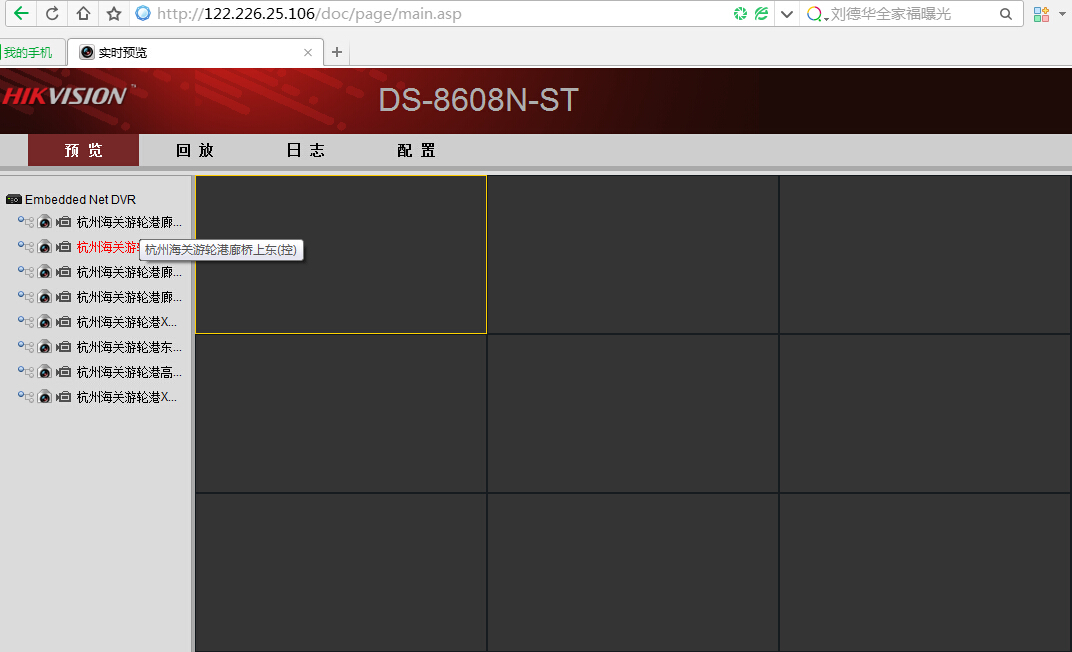 http://122.226.25.106/doc/page/main.asp
刘德华全家福曝光
我的手机
实时预览
HIKVISION
DS-8608N-ST
预览 回放 日志 配置
Embedded Net DVR
杭州海关游轮港廊...
杭州海关游轮
杭州海关游轮港廊桥上东(控)
杭州海关游轮港廊...
杭州海关游轮港廊...
杭州海关游轮港X...
杭州海关游轮港东...
杭州海关游轮港高...
杭州海关游轮港X...